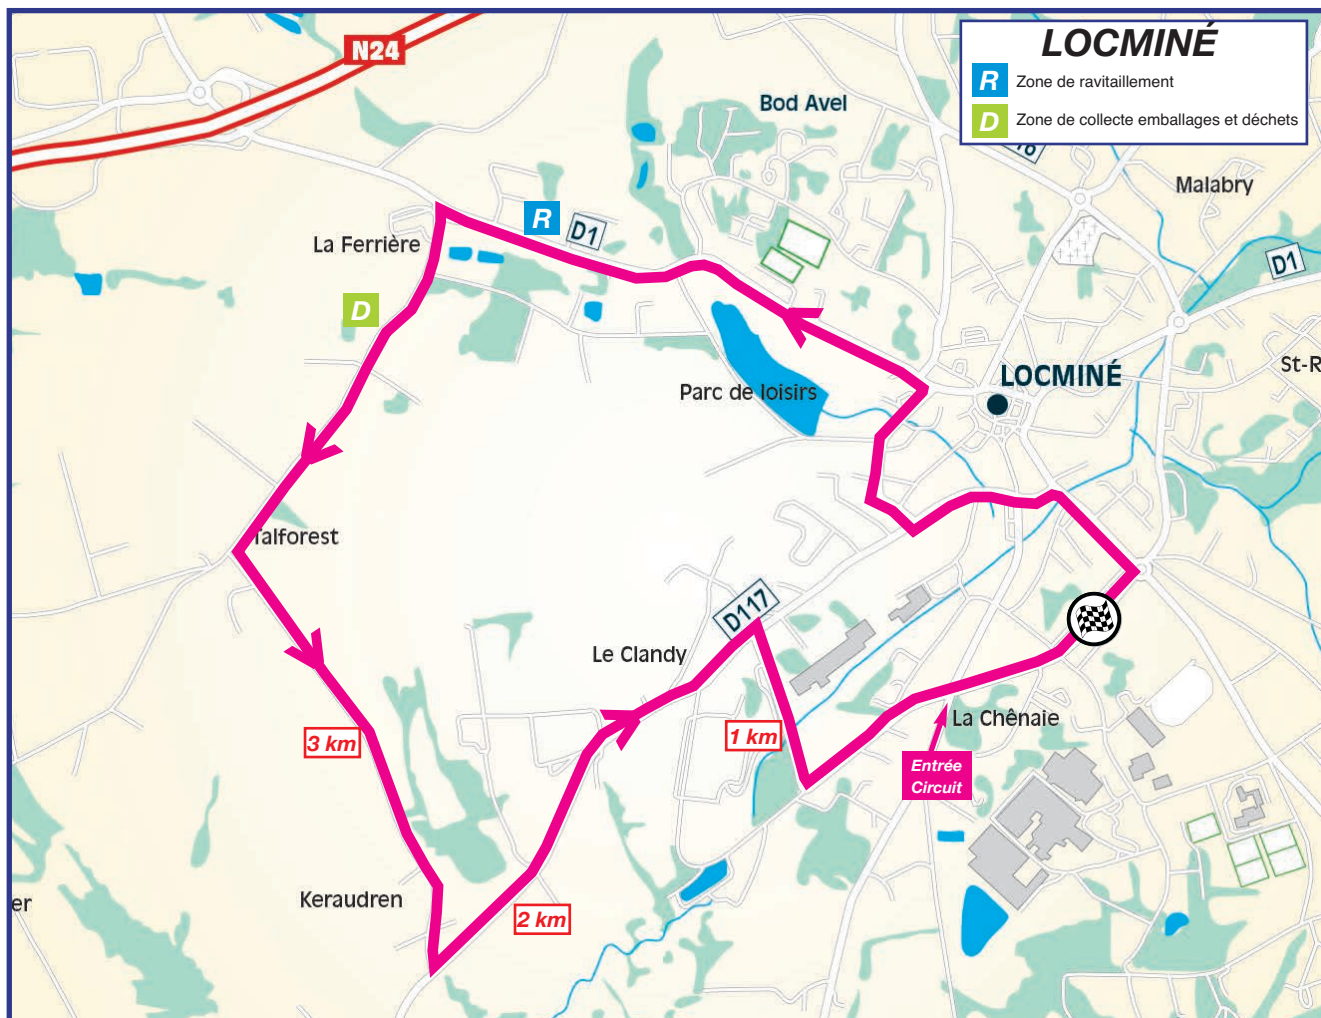 N24
LOCMINÉ
R Zone de ravitaillement
D Zone de collecte emballages et déchets
Bod Avel
Malabry
R
D1
La Ferrière
D1
D
LOCMINÉ
St-R
Parc de loisirs
Talforest
D117
Le Clandy
La Chênaie
3 km
1 km
Entrée
Circuit
Keraudren
er
2 km